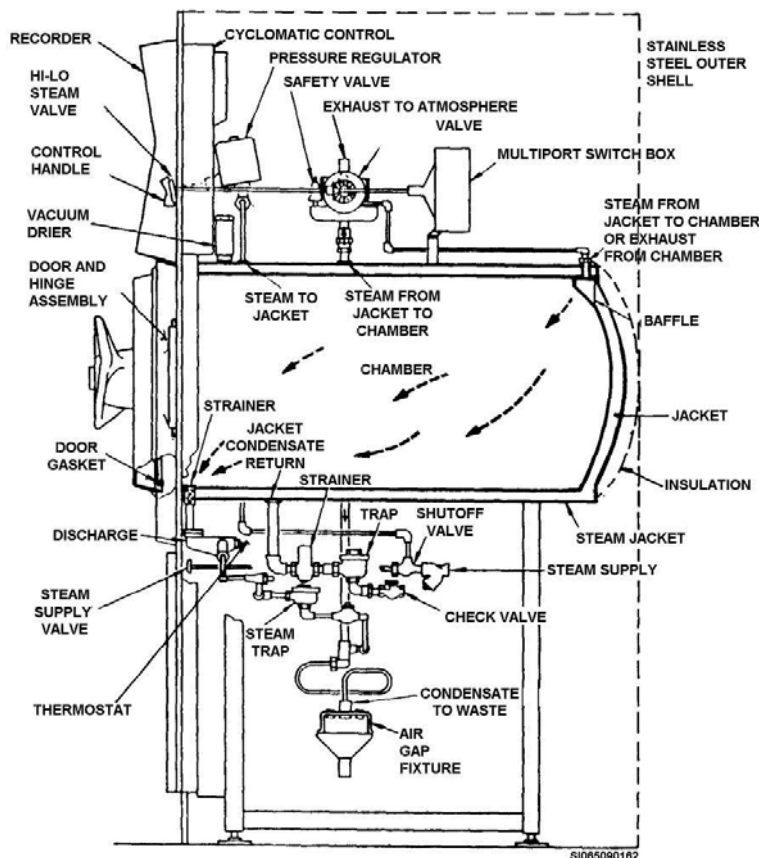 RECORDER
CYCLOMATIC CONTROL
PRESSURE REGULATOR
HI-LO
STEAM
VALVE
SAFETY VALVE
EXHAUST TO ATMOSPHERE
VALVE
STAINLESS
STEEL OUTER
SHELL
CONTROL
HANDLE
MULTIPORT SWITCH BOX
VACUUM
DRIER
STEAM FROM
JACKET TO CHAMBER
OR EXHAUST
FROM CHAMBER
DOOR AND
HINGE
ASSEMBLY
STEAM TO
JACKET
STEAM FROM
JACKET TO
CHAMBER
BAFFLE
CHAMBER
STRAINER
JACKET
DOOR
GASKET
JACKET
CONDENSATE
RETURN
STRAINER
INSULATION
TRAP
SHUTOFF
VALVE
STEAM JACKET
DISCHARGE
STEAM SUPPLY
STEAM
SUPPLY
VALVE
STEAM
TRAP
CHECK VALVE
THERMOSTAT
CONDENSATE
TO WASTE
AIR
GAP
FIXTURE
SI065090162